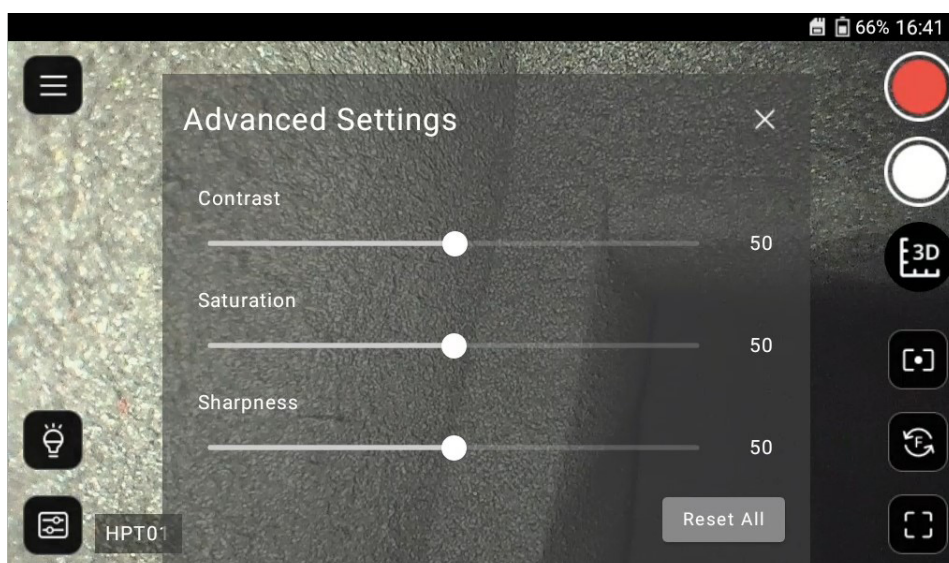 66% 16:41
Advanced Settings
Contrast
50
3D
Saturation
50
Sharpness
50
F
Reset All
HPT01